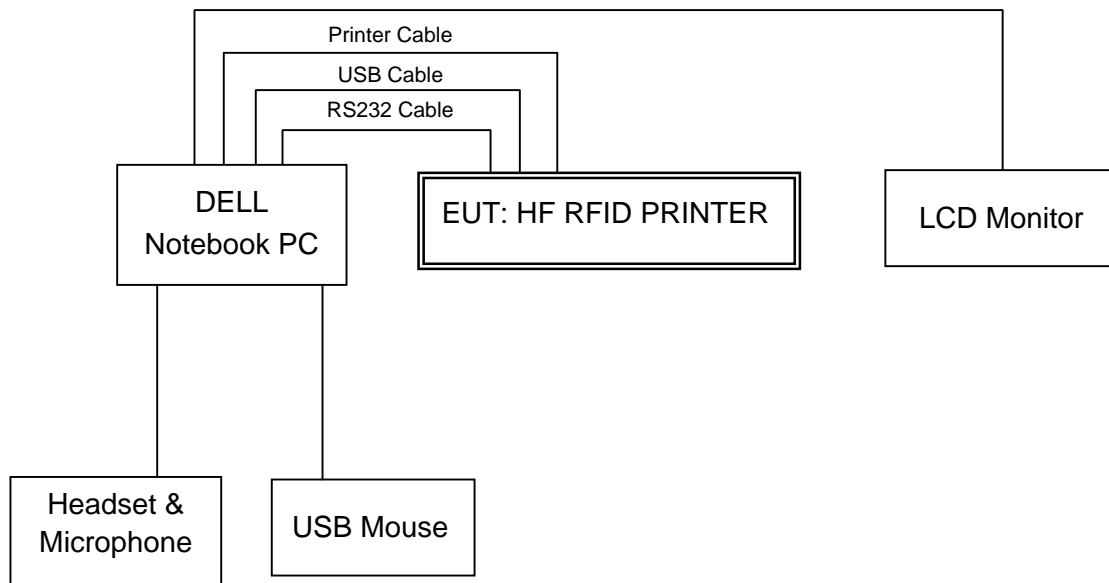 Printer Cable
USB Cable
RS232 Cable
DELL
Notebook PC
EUT: HF RFID PRINTER
LCD Monitor
Headset &
Microphone
USB Mouse